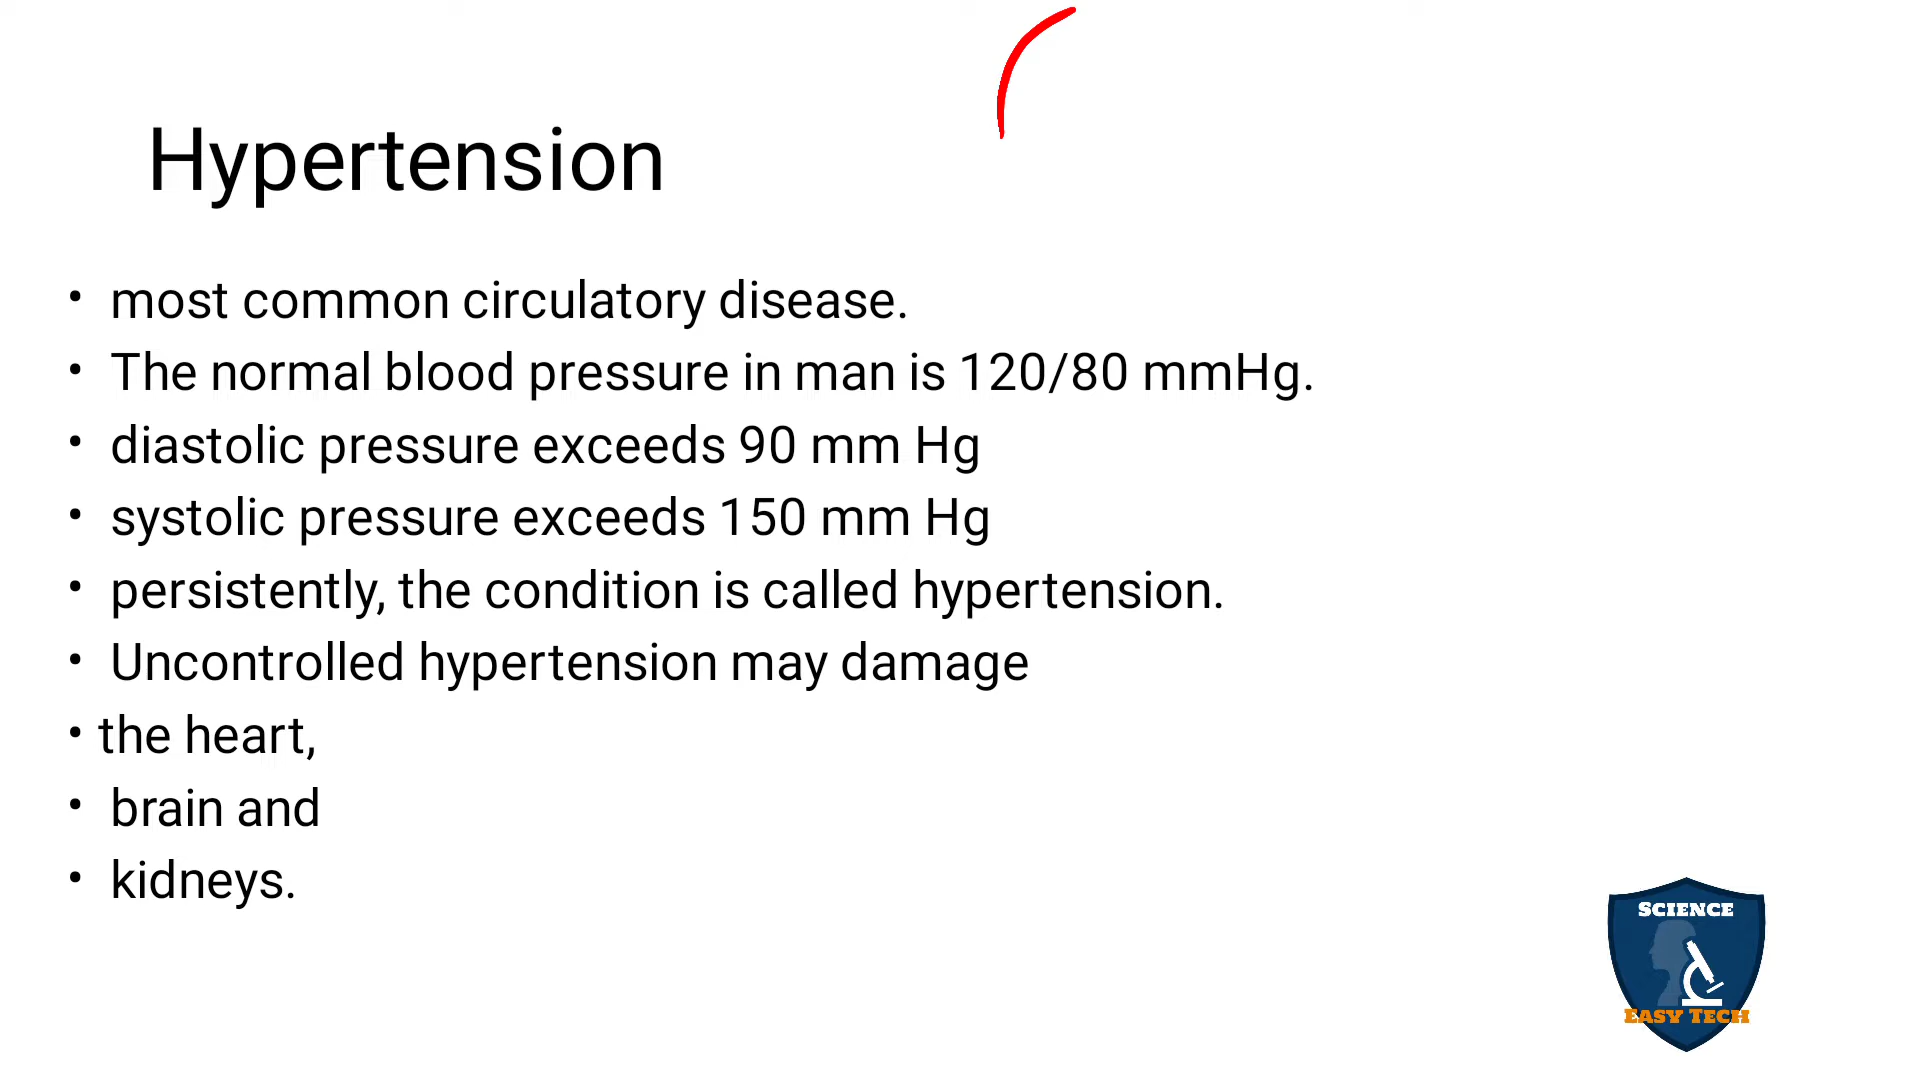 Hypertension
• most common circulatory disease.
• The normal blood pressure in man is 120/80 mmHg.
• diastolic pressure exceeds 90 mm Hg
• systolic pressure exceeds 150 mm Hg
• persistently, the condition is called hypertension.
• Uncontrolled hypertension may damage
• the heart,
• brain and
• kidneys.
SCIENCE
EASY TECH